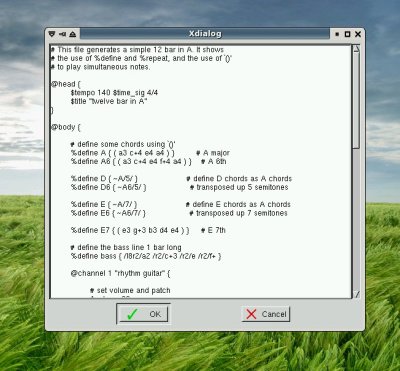 Xdialog
# This file generates a simple 12 bar in A. It shows
# the use of %define and %repeat, and the use of '()'
# to play simultaneous notes.
@head {
$tempo 140 $time_sig 4/4
$title "twelve bar in A"
}
@body {
# define some chords using '()'
%define A { ( a3 c+4 e4 a4 ) } # A major
%define A6 { ( a3 c+4 e4 f+4 a4 ) } # A 6th
%define D { ~A/5/ } # define D chords as A chords
%define D6 { ~A6/5/ } # transposed up 5 semitones
%define E { ~A/7/ } # define E chords as A chords
%define E6 { ~A6/7/ } # transposed up 7 semitones
%define E7 { ( e3 g+3 b3 d4 e4 ) } # E 7th
# define the bass line 1 bar long
%define bass { /l8r2/a2 /r2/c+3 /r2/e /r2/f+ }
@channel 1 "rhythm guitar" {
# set volume and patch
OK
Cancel